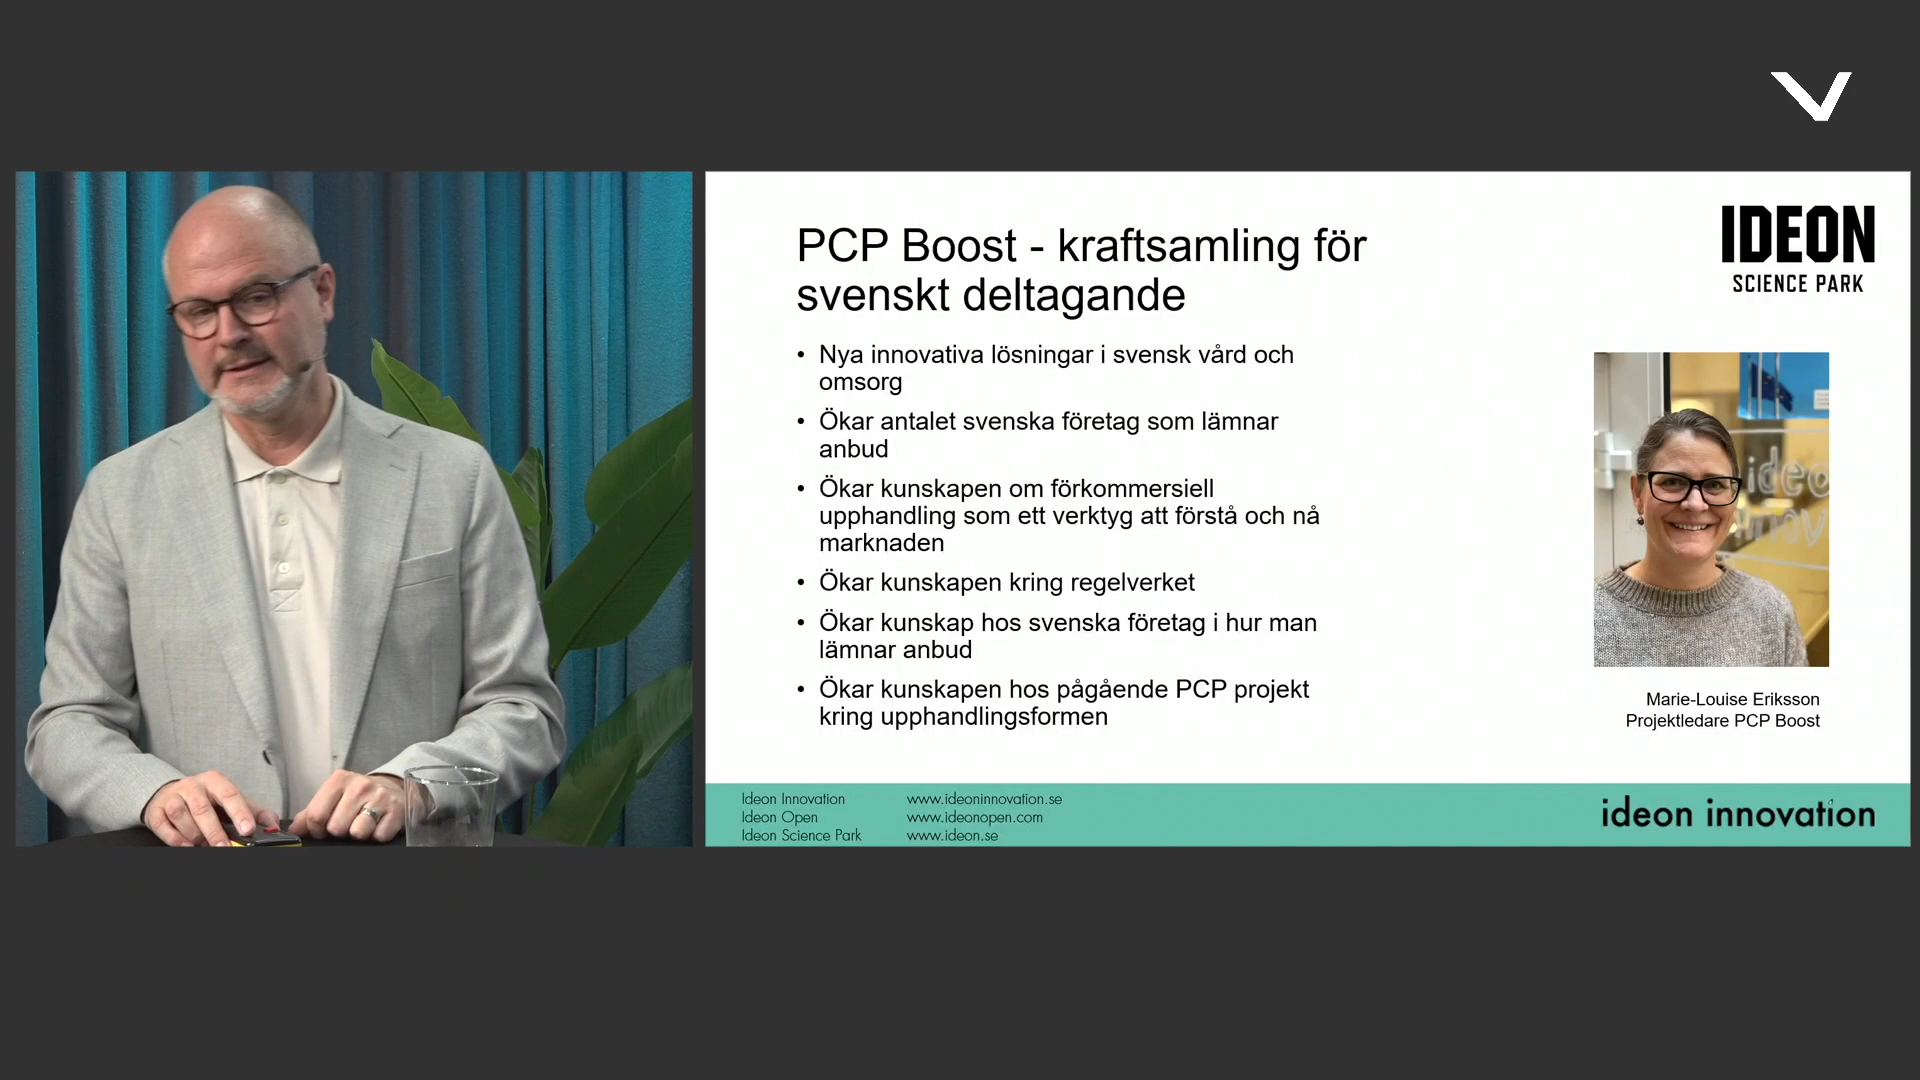 PCP Boost - kraftsamling för
svenskt deltagande
• Nya innovativa lösningar i svensk vård och
omsorg
• Ökar antalet svenska företag som lämnar
anbud
• Ökar kunskapen om förkommersiell
upphandling som ett verktyg att förstå och nå
marknaden
• Ökar kunskapen kring regelverket
• Ökar kunskap hos svenska företag i hur man
lämnar anbud
• Ökar kunskapen hos pågående PCP projekt
kring upphandlingsformen
IDEON
SCIENCE PARK
ideo
Marie-Louise Eriksson
Projektledare PCP Boost
Ideon Innovation www.ideoninnovation.se
Ideon Open www.ideonopen.com
Ideon Science Park www.ideon.se
ideon innovation